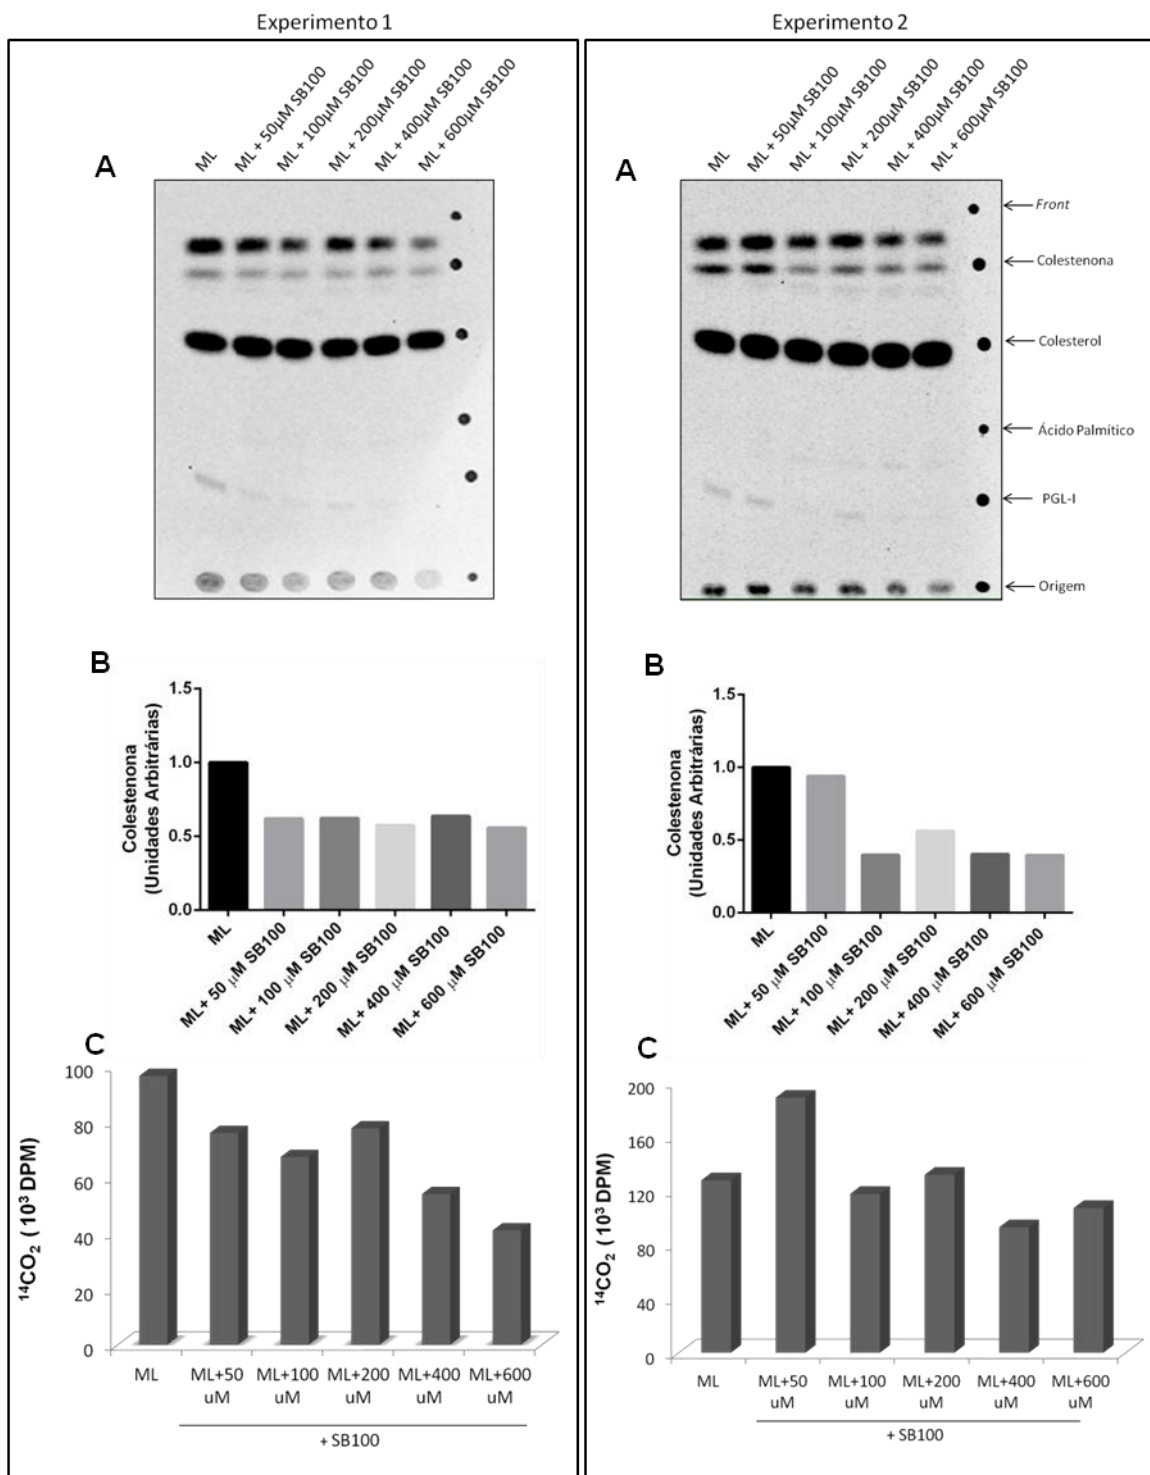 Experimento 1
Experimento 2
A
ML
ML+ 50µM SB100
ML+ 100µM SB100
ML+ 200µM SB100
ML+ 400µM SB100
ML+ 600µM SB100
A
ML
ML+ 50µM SB100
ML+ 100µM SB100
ML+ 200µM SB100
ML+ 400µM SB100
ML+ 600µM SB100
Front
Colestenona
Colesterol
Ácido Palmítico
PGL-I
Origem
B
Colestenona
(Unidades Arbitrárias)
1.5
1.0
0.5
0.0
ML
ML+ 50 µM SB100
ML+ 100 µM SB100
ML+ 200 µM SB100
ML+ 400 µM SB100
ML+ 600 µM SB100
B
Colestenona
(Unidades Arbitrárias)
1.5
1.0
0.5
0.0
ML
ML+ 50 µM SB100
ML+ 100 µM SB100
ML+ 200 µM SB100
ML+ 400 µM SB100
ML+ 600 µM SB100
C
¹⁴CO₂ ( 10³ DPM)
100
80
60
40
20
0
ML ML+50 ML+100 ML+200 ML+400 ML+600
uM uM uM uM uM
+ SB100
C
¹⁴CO₂ ( 10³ DPM)
200
160
120
80
40
0
ML ML+50 ML+100 ML+200 ML+400 ML+600
uM uM uM uM uM
+ SB100